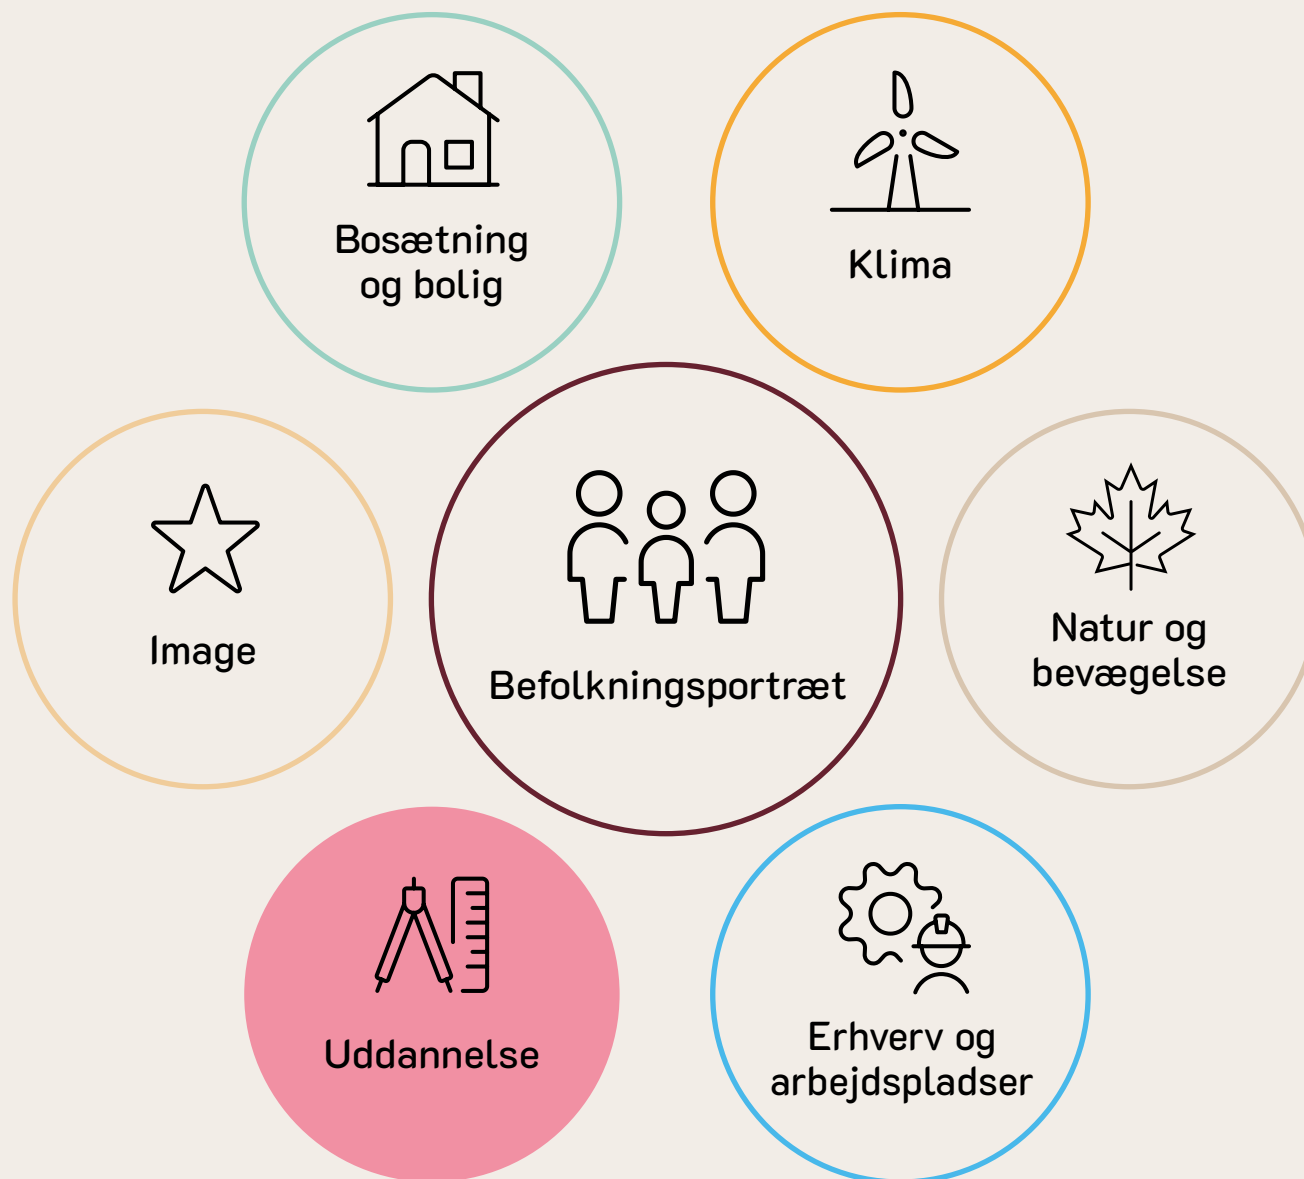 Bosætning
og bolig
Klima
Image
Befolkningsportræt
Natur og
bevægelse
Uddannelse
Erhverv og
arbejdspladser